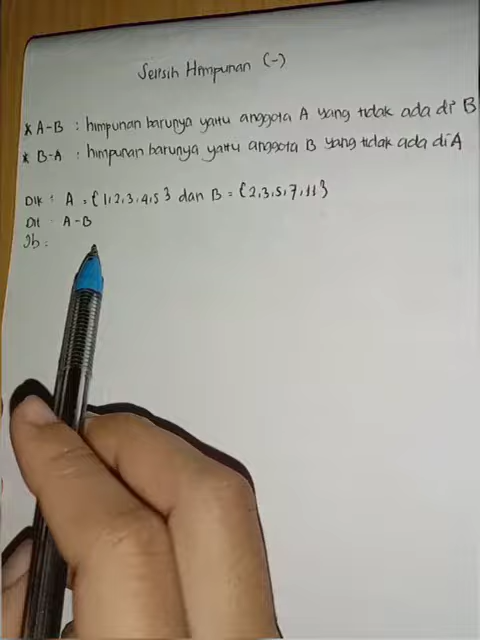 Selisih Himpunan (-)
* A-B : himpunan barunya yaitu anggota A yang tidak ada di B
* B-A : himpunan barunya yaitu anggota B yang tidak ada di A
Dik : A = {1,2,3,4,5} dan B = {2,3,5,7,11}
Dit : A-B
Jb :